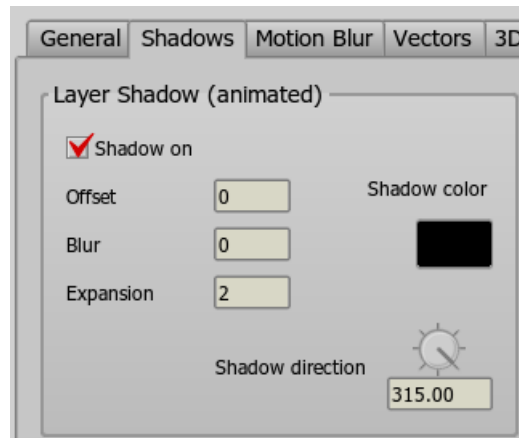 General Shadows Motion Blur Vectors 3D
Layer Shadow (animated)
Shadow on
Offset 0 Shadow color
Blur 0
Expansion 2
Shadow direction 315.00